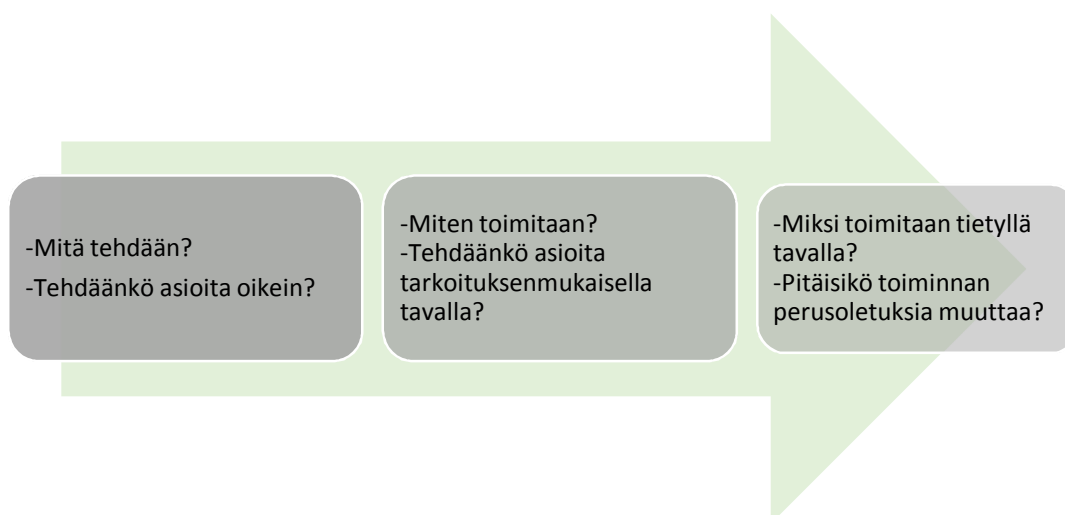 -Mitä tehdään?
-Tehdäänkö asioita oikein?
-Miten toimitaan?
-Tehdäänkö asioita
tarkoituksenmukaisella
tavalla?
-Miksi toimitaan tietyllä
tavalla?
-Pitäisikö toiminnan
perusoletuksia muuttaa?